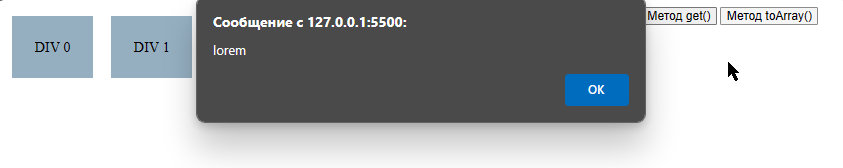 DIV 0
DIV 1
Сообщение с 127.0.0.1:5500:
lorem
OK
Метод get()
Метод toArray()